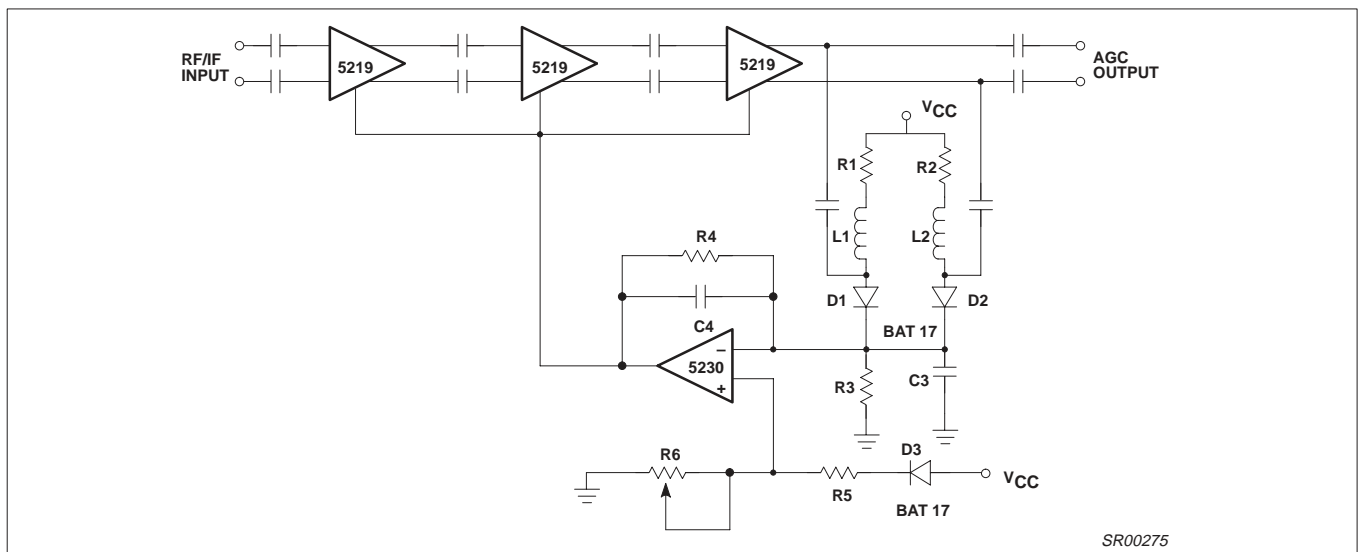 RF/IF
INPUT
5219
5219
5219
AGC
OUTPUT
VCC
R1
R2
L1
L2
R4
D1
D2
C4
BAT 17
–
5230
+
R3
C3
D3
R6
R5
VCC
BAT 17
SR00275